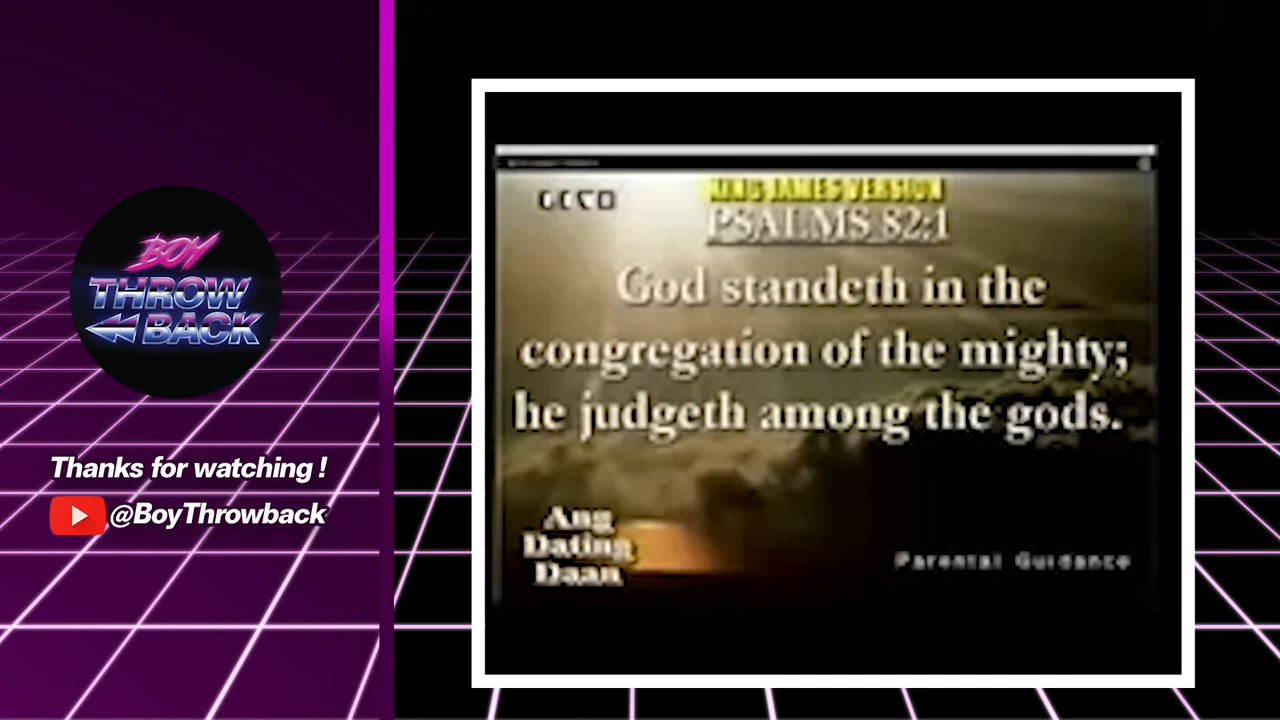 BOY
THROW
BACK
Thanks for watching !
@BoyThrowback
KING JAMES VERSION
PSALMS 82:1
God standeth in the
congregation of the mighty;
he judgeth among the gods.
Ang
Dating
Daan
Parental Guidance